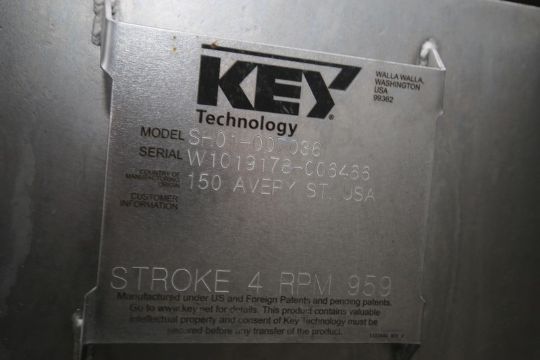 KEY
Technology
WALLA WALLA,
WASHINGTON
USA
99362
MODEL
SERIAL W1019178-006466
COUNTRY OF
MANUFACTURING
ORIGIN
150 AVERY ST. USA
CUSTOMER
INFORMATION
STROKE 4 RPM 959
Manufactured under US and Foreign Patents and pending patents.
Go to www.key.net for details. This product contains valuable
intellectual property and consent of Key Technology must be
secured before any transfer of the product.